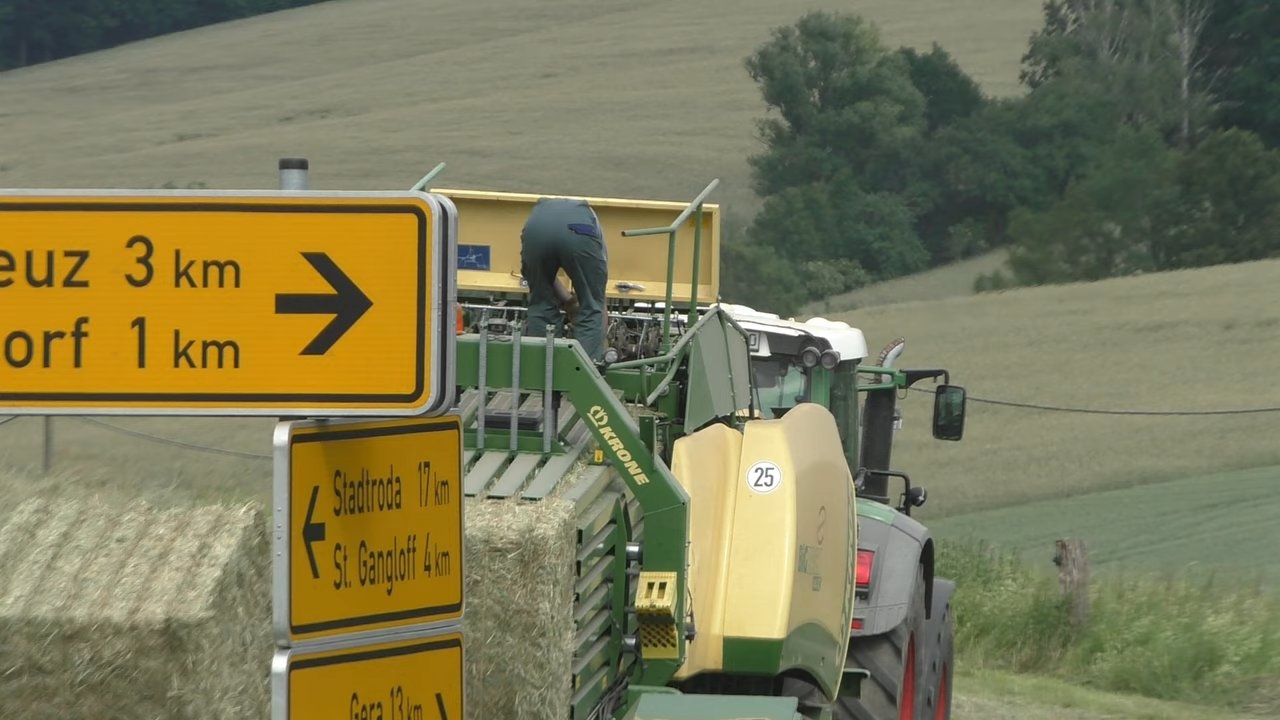 euz 3 km
orf 1 km
Stadtroda 17 km
St. Gangloff 4 km
Gera 13 km
KRONE
25